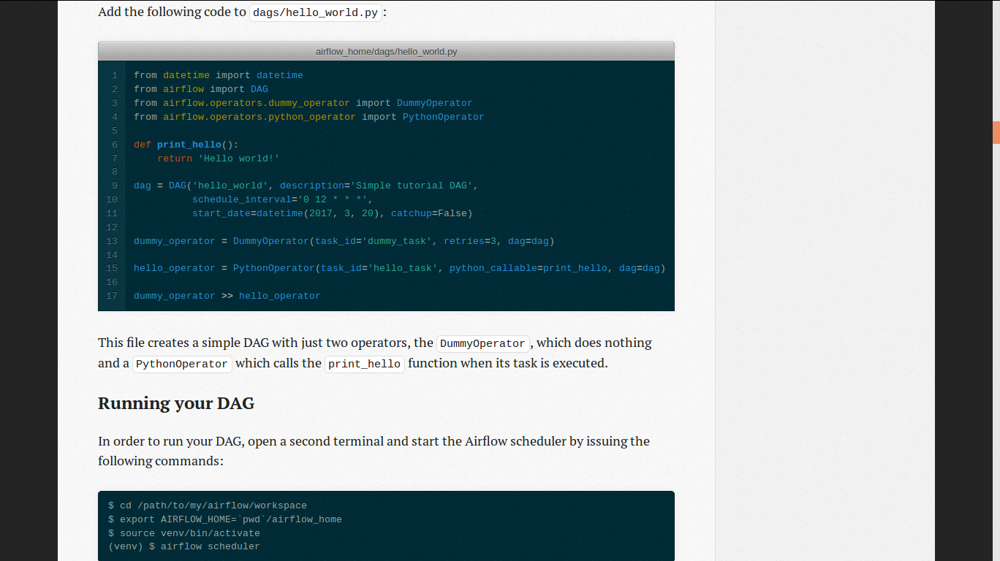 Add the following code to dags/hello_world.py:
airflow_home/dags/hello_world.py
1 from datetime import datetime
2 from airflow import DAG
3 from airflow.operators.dummy_operator import DummyOperator
4 from airflow.operators.python_operator import PythonOperator
5
6 def print_hello():
7     return 'Hello world!'
8
9 dag = DAG('hello_world', description='Simple tutorial DAG',
10           schedule_interval='0 12 * * *',
11           start_date=datetime(2017, 3, 20), catchup=False)
12
13 dummy_operator = DummyOperator(task_id='dummy_task', retries=3, dag=dag)
14
15 hello_operator = PythonOperator(task_id='hello_task', python_callable=print_hello, dag=dag)
16
17 dummy_operator >> hello_operator
This file creates a simple DAG with just two operators, the DummyOperator, which does nothing
and a PythonOperator which calls the print_hello function when its task is executed.
Running your DAG
In order to run your DAG, open a second terminal and start the Airflow scheduler by issuing the
following commands:
$ cd /path/to/my/airflow/workspace
$ export AIRFLOW_HOME=`pwd`/airflow_home
$ source venv/bin/activate
(venv) $ airflow scheduler